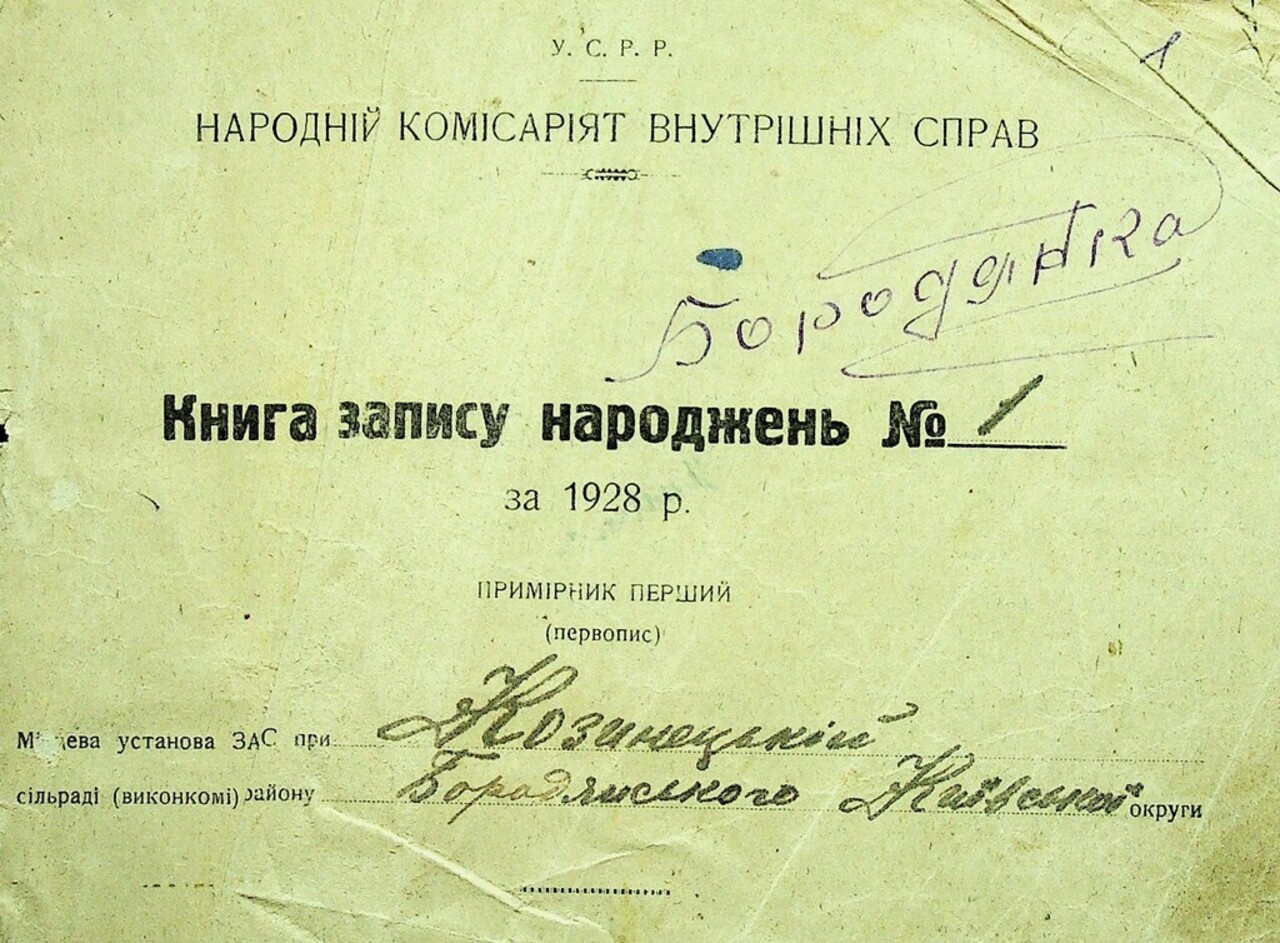 У. С. Р. Р.
1
НАРОДНІЙ КОМІСАРІЯТ ВНУТРІШНІХ СПРАВ
Бородянка
Книга запису народжень № 1
за 1928 р.
ПРИМІРНИК ПЕРШИЙ
(первопис)
Місцева установа ЗАС при Козинецькій
сільраді (виконкомі) району Бородянського Київської округи